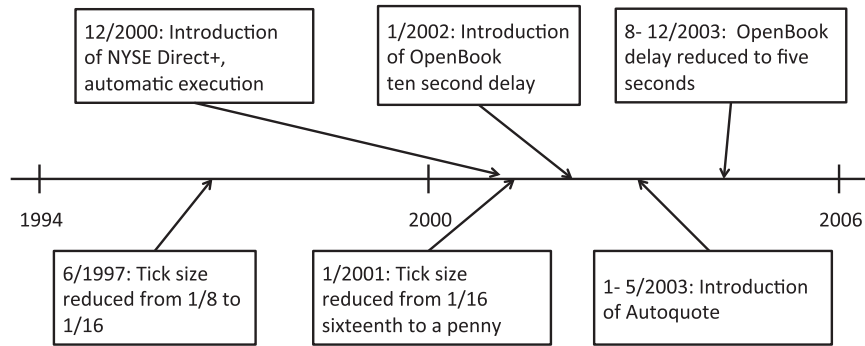 12/2000: Introduction
of NYSE Direct+,
automatic execution
1/2002: Introduction
of OpenBook
ten second delay
8- 12/2003: OpenBook
delay reduced to five
seconds
1994
2000
2006
6/1997: Tick size
reduced from 1/8 to
1/16
1/2001: Tick size
reduced from 1/16
sixteenth to a penny
1- 5/2003: Introduction
of Autoquote